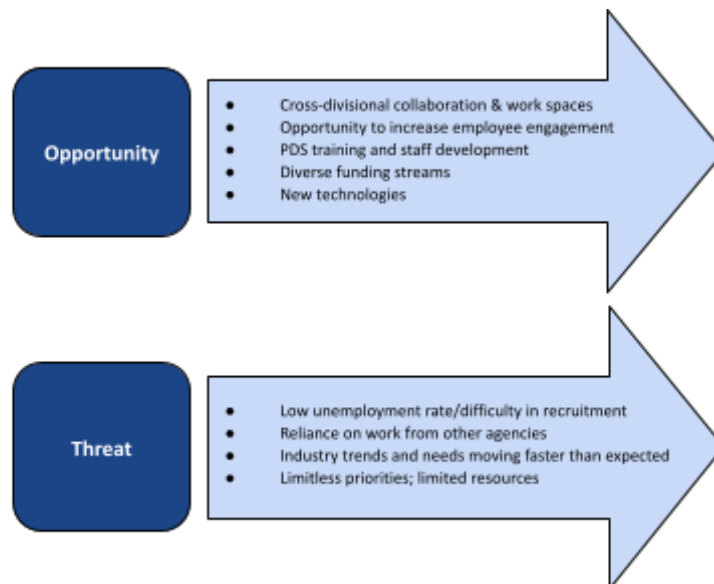 Opportunity
● Cross-divisional collaboration & work spaces
● Opportunity to increase employee engagement
● PDS training and staff development
● Diverse funding streams
● New technologies
Threat
● Low unemployment rate/difficulty in recruitment
● Reliance on work from other agencies
● Industry trends and needs moving faster than expected
● Limitless priorities; limited resources